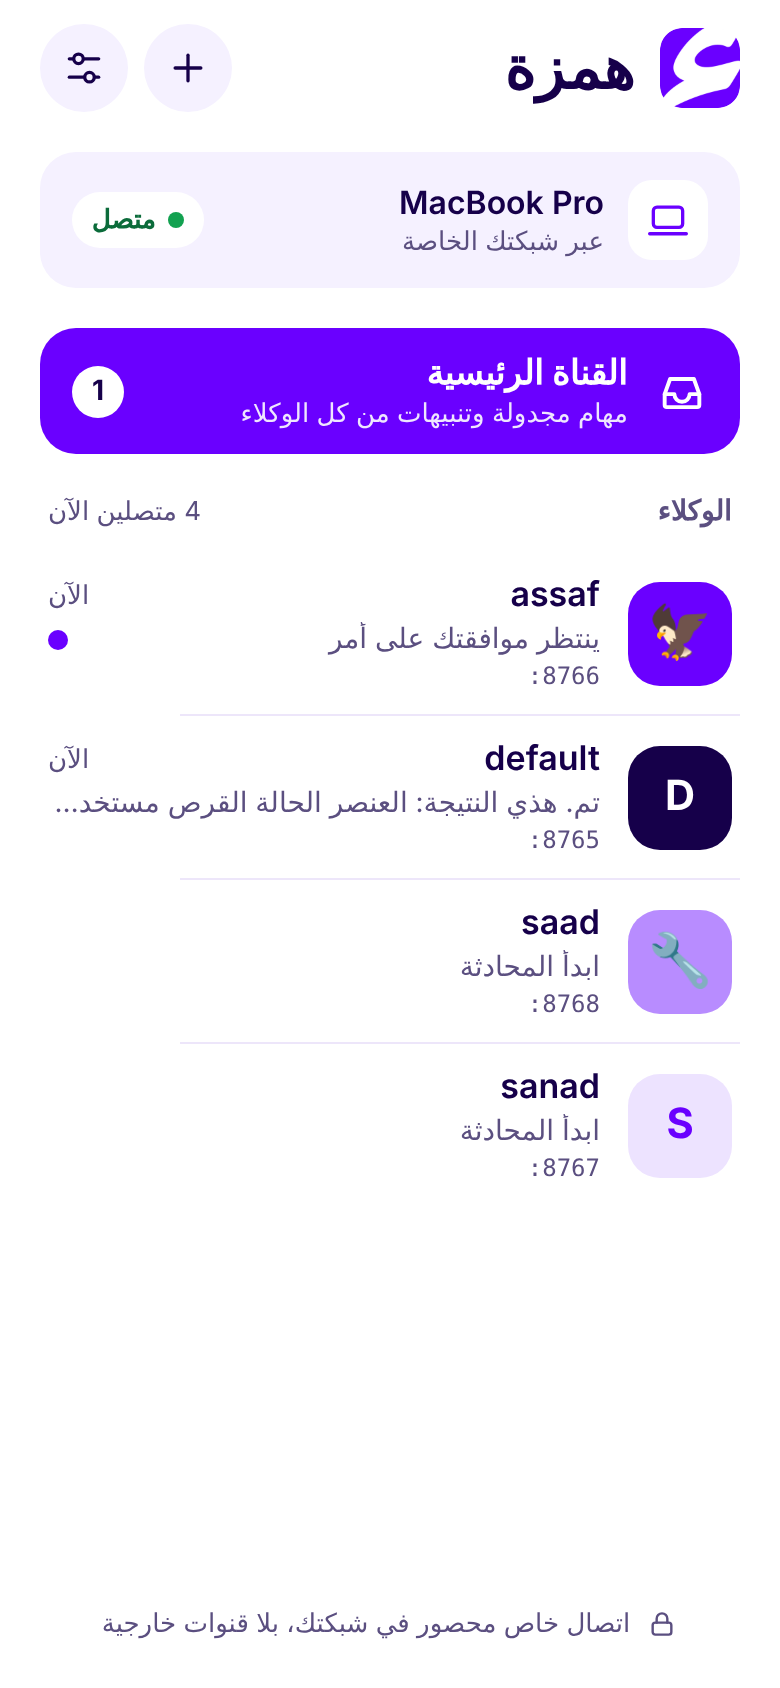 همزة
MacBook Pro
عبر شبكتك الخاصة
متصل
القناة الرئيسية
مهام مجدولة وتنبيهات من كل الوكلاء
1
الوكلاء
4 متصلين الآن
assaf
الآن
ينتظر موافقتك على أمر
:8766
default
الآن
D
تم. هذي النتيجة: العنصر الحالة القرص مستخد...
:8765
saad
ابدأ المحادثة
:8768
sanad
S
ابدأ المحادثة
:8767
اتصال خاص محصور في شبكتك، بلا قنوات خارجية